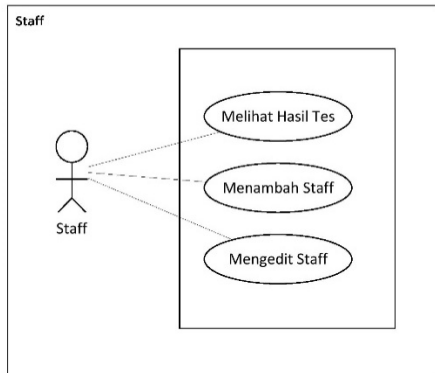 Staff
Melihat Hasil Tes
Menambah Staff
Staff
Mengedit Staff